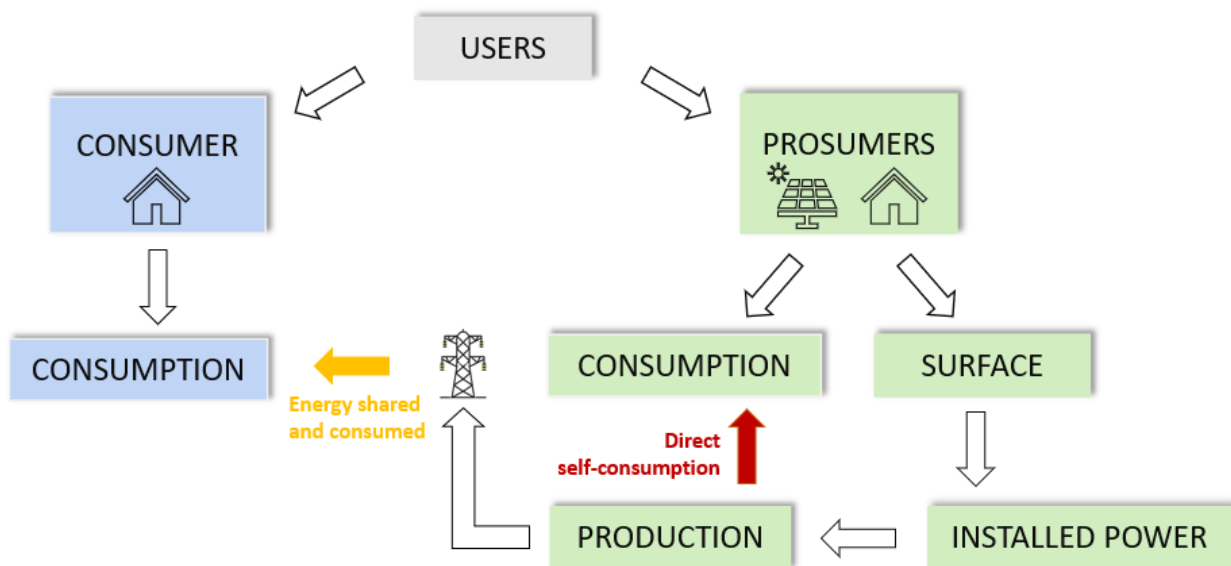 USERS
CONSUMER
PROSUMERS
CONSUMPTION
CONSUMPTION
SURFACE
Energy shared
and consumed
Direct
self-consumption
PRODUCTION
INSTALLED POWER